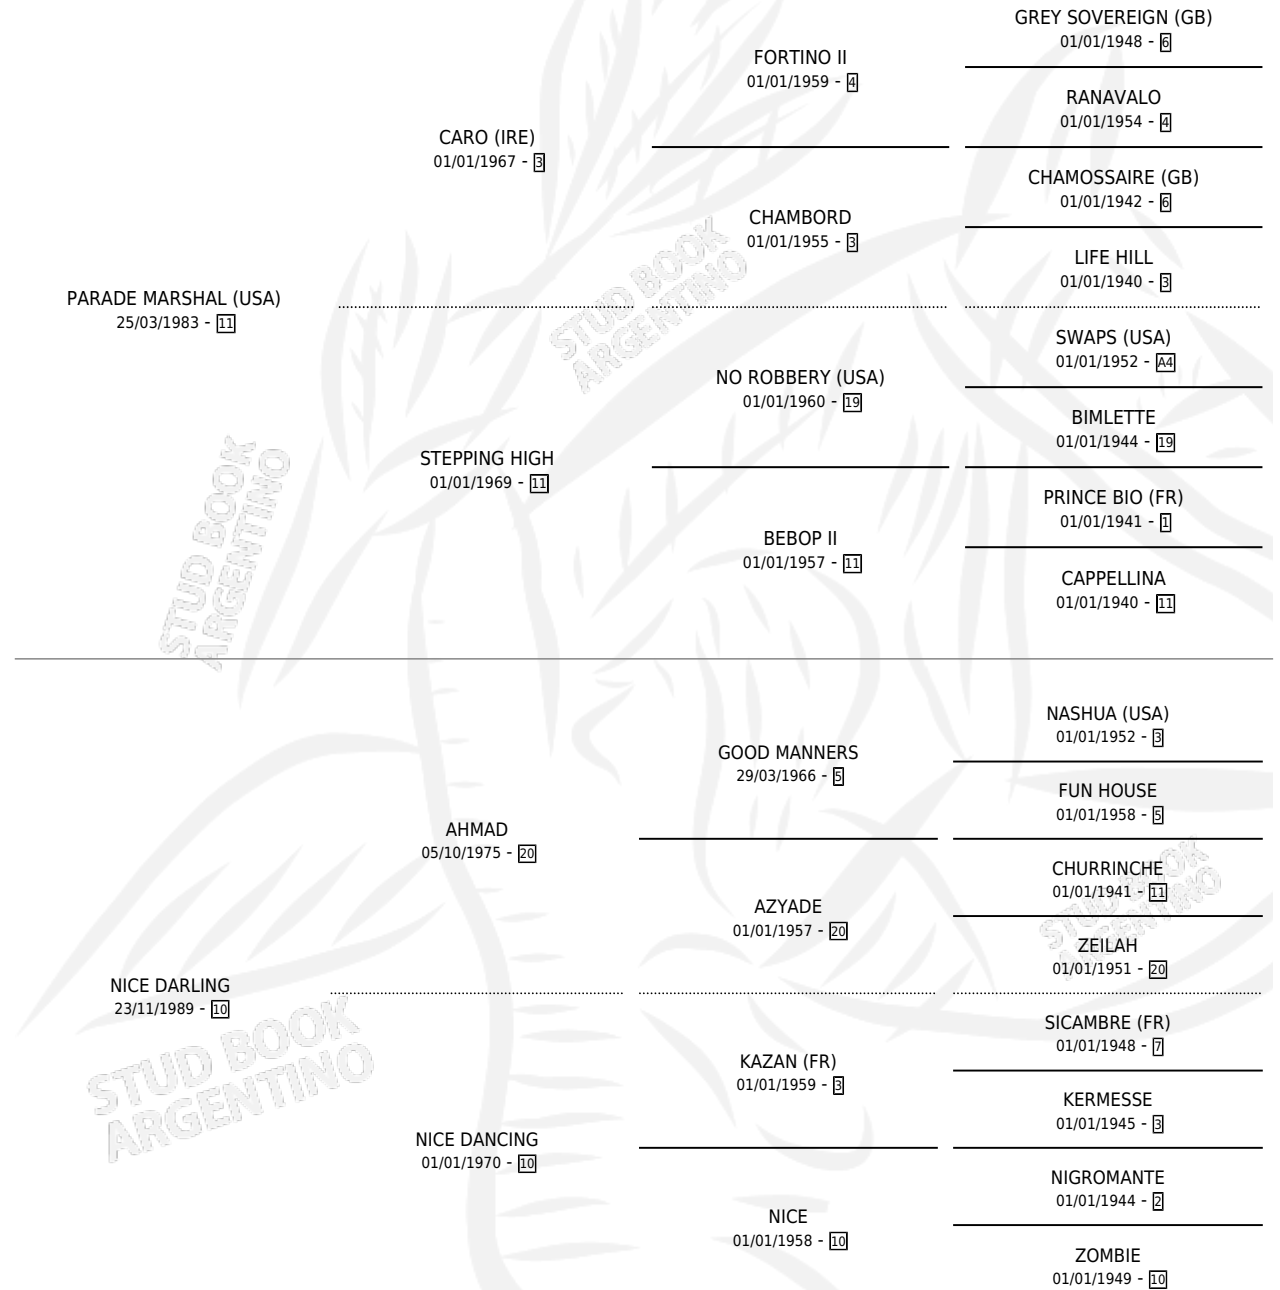 GREY SOVEREIGN (GB)
01/01/1948 - 6
FORTINO II
01/01/1959 - 4
RANAVALO
01/01/1954 - 4
CARO (IRE)
01/01/1967 - 3
CHAMOSSAIRE (GB)
01/01/1942 - 6
CHAMBORD
01/01/1955 - 3
LIFE HILL
01/01/1940 - 3
PARADE MARSHAL (USA)
25/03/1983 - 11
SWAPS (USA)
01/01/1952 - A4
NO ROBBERY (USA)
01/01/1960 - 19
BIMLETTE
01/01/1944 - 19
STEPPING HIGH
01/01/1969 - 11
PRINCE BIO (FR)
01/01/1941 - 1
BEBOP II
01/01/1957 - 11
CAPPELLINA
01/01/1940 - 11
NASHUA (USA)
01/01/1952 - 3
GOOD MANNERS
29/03/1966 - 5
FUN HOUSE
01/01/1958 - 5
AHMAD
05/10/1975 - 20
CHURRINCHE
01/01/1941 - 11
AZYADE
01/01/1957 - 20
ZEILAH
01/01/1951 - 20
NICE DARLING
23/11/1989 - 10
SICAMBRE (FR)
01/01/1948 - 7
KAZAN (FR)
01/01/1959 - 3
KERMESSE
01/01/1945 - 3
NICE DANCING
01/01/1970 - 10
NIGROMANTE
01/01/1944 - 2
NICE
01/01/1958 - 10
ZOMBIE
01/01/1949 - 10
STUD BOOK
ARGENTINO
STUD BOOK
ARGENTINO
STUD BOOK
ARGENTINO
STUD BOOK
ARGENTINO